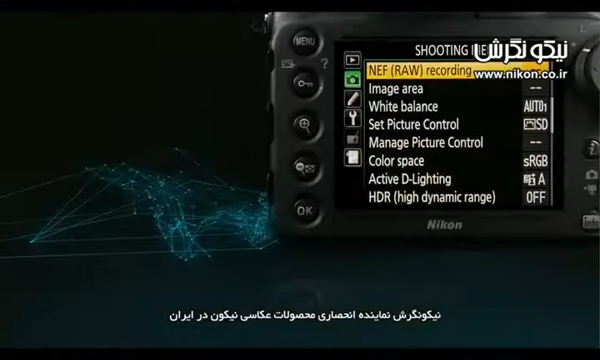 نیکو نگرش
www.nikon.co.ir
MENU
?
OK
SHOOTING
NEF (RAW) recording
Image area --
White balance AUTO1
Set Picture Control SD
Manage Picture Control --
Color space sRGB
Active D-Lighting A
HDR (high dynamic range) OFF
Nikon
info
نیکونگرش نماینده انحصاری محصولات عکاسی نیکون در ایران